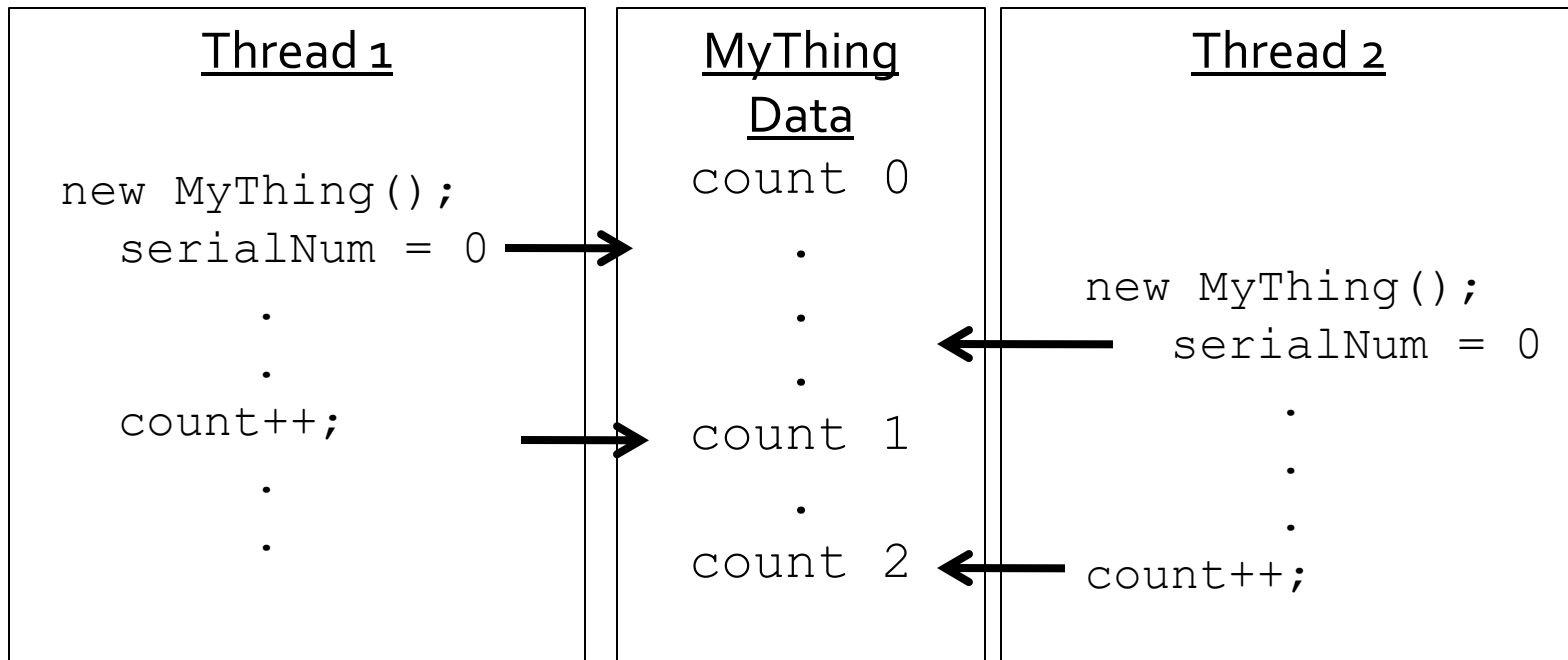 Thread 1
new MyThing();
serialNum = 0
.
.
count++;
.
.
MyThing
Data
count 0
.
.
.
count 1
.
count 2
Thread 2
new MyThing();
serialNum = 0
.
.
.
count++;